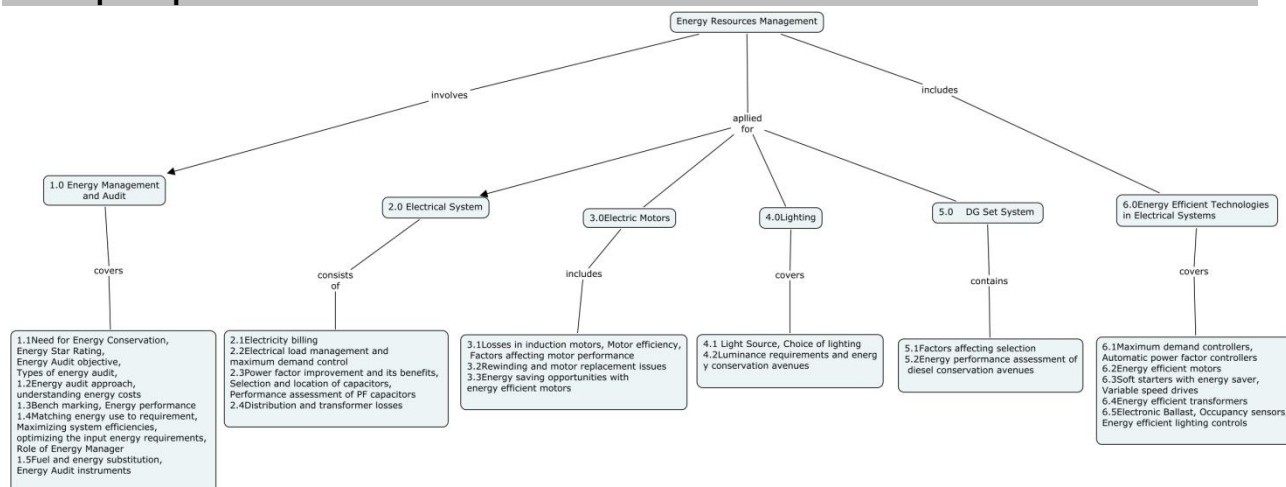 Energy Resources Management
involves
apllied
for
includes
1.0 Energy Management
and Audit
2.0 Electrical System
3.0Electric Motors
4.0Lighting
5.0 DG Set System
6.0Energy Efficient Technologies
in Electrical Systems
covers
consists
of
includes
covers
contains
covers
1.1Need for Energy Conservation,
Energy Star Rating,
Energy Audit objective,
Types of energy audit,
1.2Energy audit approach,
understanding energy costs
1.3Bench marking, Energy performance
1.4Matching energy use to requirement,
Maximizing system efficiencies,
optimizing the input energy requirements,
Role of Energy Manager
1.5Fuel and energy substitution,
Energy Audit instruments
2.1Electricity billing
2.2Electrical load management and
maximum demand control
2.3Power factor improvement and its benefits,
Selection and location of capacitors,
Performance assessment of PF capacitors
2.4Distribution and transformer losses
3.1Losses in induction motors, Motor efficiency,
Factors affecting motor performance
3.2Rewinding and motor replacement issues
3.3Energy saving opportunities with
energy efficient motors
4.1 Light Source, Choice of lighting
4.2Luminance requirements and energ
y conservation avenues
5.1Factors affecting selection
5.2Energy performance assessment of
diesel conservation avenues
6.1Maximum demand controllers,
Automatic power factor controllers
6.2Energy efficient motors
6.3Soft starters with energy saver,
Variable speed drives
6.4Energy efficient transformers
6.5Electronic Ballast, Occupancy sensors,
Energy efficient lighting controls